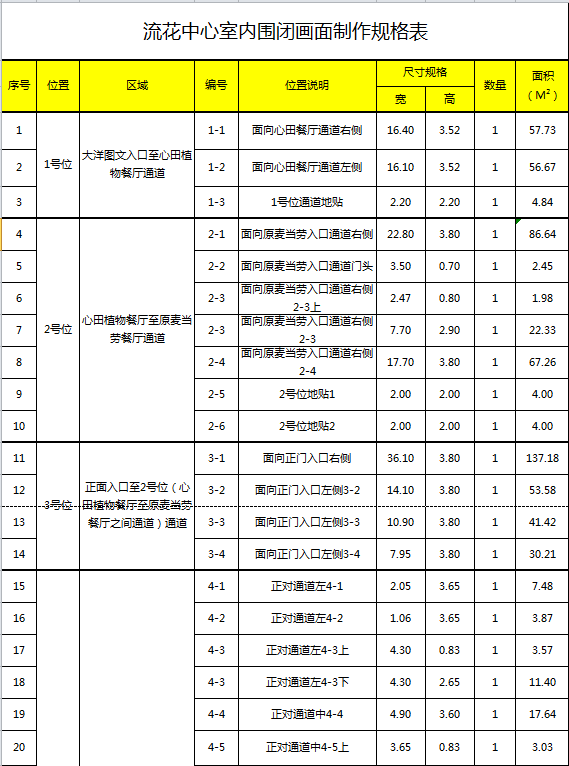 流花中心室内围闭画面制作规格表
序号 位置 区域 编号 位置说明 尺寸规格 数量 面积
宽 高 （M²）
1 1-1 面向心田餐厅通道右侧 16.40 3.52 1 57.73
1号位 大洋图文入口至心田植
物餐厅通道
2 1-2 面向心田餐厅通道左侧 16.10 3.52 1 56.67
3 1-3 1号位通道地贴 2.20 2.20 1 4.84
4 2-1 面向原麦当劳入口通道右侧 22.80 3.80 1 86.64
5 2-2 面向原麦当劳入口通道门头 3.50 0.70 1 2.45
6 2-3 面向原麦当劳入口通道右侧
2-3上 2.47 0.80 1 1.98
2号位 心田植物餐厅至原麦当
劳餐厅通道
7 2-3 面向原麦当劳入口通道右侧
2-3 7.70 2.90 1 22.33
8 2-4 面向原麦当劳入口通道右侧
2-4 17.70 3.80 1 67.26
9 2-5 2号位地贴1 2.00 2.00 1 4.00
10 2-6 2号位地贴2 2.00 2.00 1 4.00
11 3-1 面向正门入口右侧 36.10 3.80 1 137.18
12 3-2 面向正门入口左侧3-2 14.10 3.80 1 53.58
3号位 正面入口至2号位（心
田植物餐厅至原麦当劳
餐厅之间通道）通道
13 3-3 面向正门入口左侧3-3 10.90 3.80 1 41.42
14 3-4 面向正门入口左侧3-4 7.95 3.80 1 30.21
15 4-1 正对通道左4-1 2.05 3.65 1 7.48
16 4-2 正对通道左4-2 1.06 3.65 1 3.87
17 4-3 正对通道左4-3上 4.30 0.83 1 3.57
18 4-3 正对通道左4-3下 4.30 2.65 1 11.40
19 4-4 正对通道中4-4 4.90 3.60 1 17.64
20 4-5 正对通道中4-5上 3.65 0.83 1 3.03